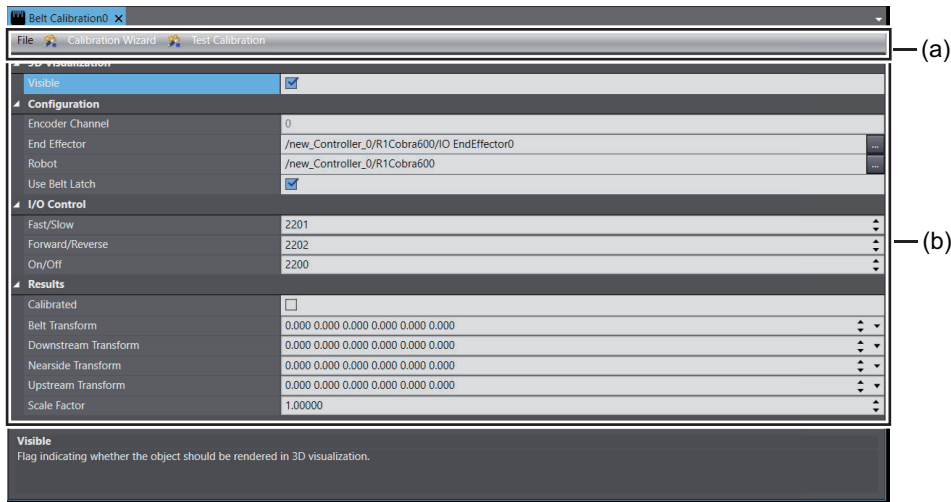 Belt Calibration0 ×
File Calibration Wizard Test Calibration
(a)
3D Visualization
Visible
Configuration
Encoder Channel 0
End Effector /new_Controller_0/R1Cobra600/IO EndEffector0 ...
Robot /new_Controller_0/R1Cobra600 ...
Use Belt Latch
I/O Control
Fast/Slow 2201
Forward/Reverse 2202
(b)
On/Off 2200
Results
Calibrated
Belt Transform 0.000 0.000 0.000 0.000 0.000 0.000
Downstream Transform 0.000 0.000 0.000 0.000 0.000 0.000
Nearside Transform 0.000 0.000 0.000 0.000 0.000 0.000
Upstream Transform 0.000 0.000 0.000 0.000 0.000 0.000
Scale Factor 1.00000
Visible
Flag indicating whether the object should be rendered in 3D visualization.